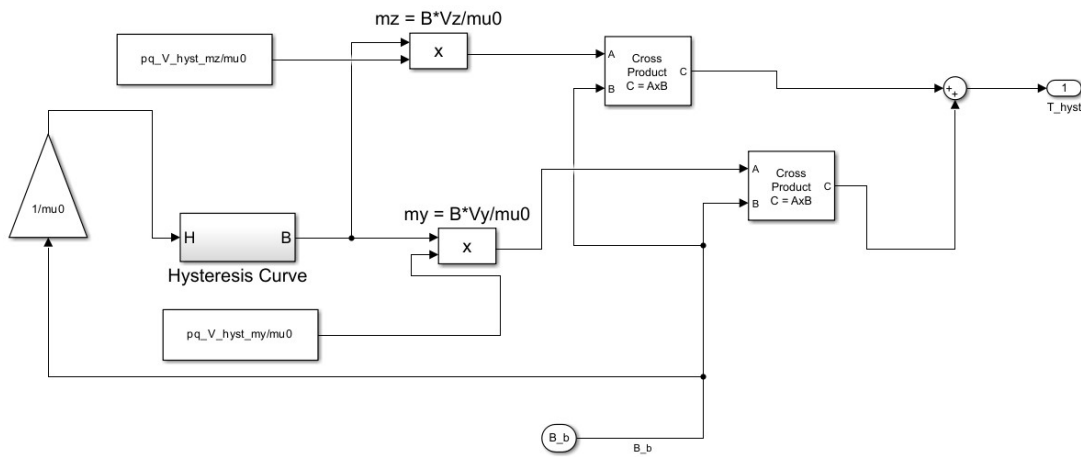 mz = B*Vz/mu0
pq_V_hyst_mz/mu0
x
A
B
Cross
Product
C = AxB
C
+
+
1
T_hyst
1/mu0
H
B
Hysteresis Curve
my = B*Vy/mu0
x
A
B
Cross
Product
C = AxB
C
pq_V_hyst_my/mu0
B_b
B_b